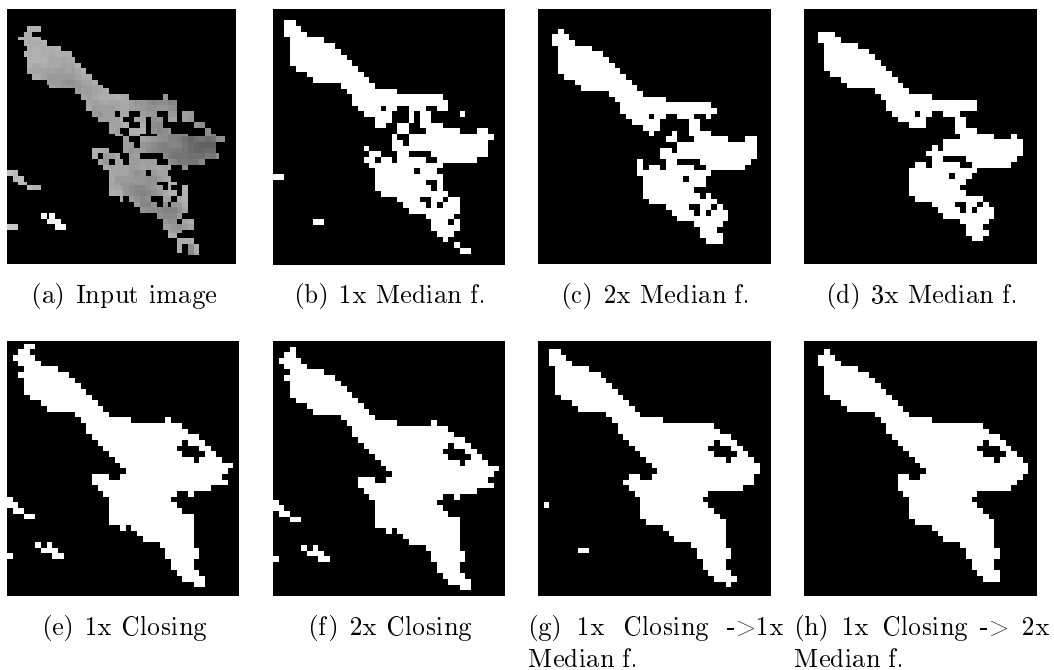 (a) Input image
(b) 1x Median f.
(c) 2x Median f.
(d) 3x Median f.
(e) 1x Closing
(f) 2x Closing
(g) 1x Closing ->1x
Median f.
(h) 1x Closing -> 2x
Median f.